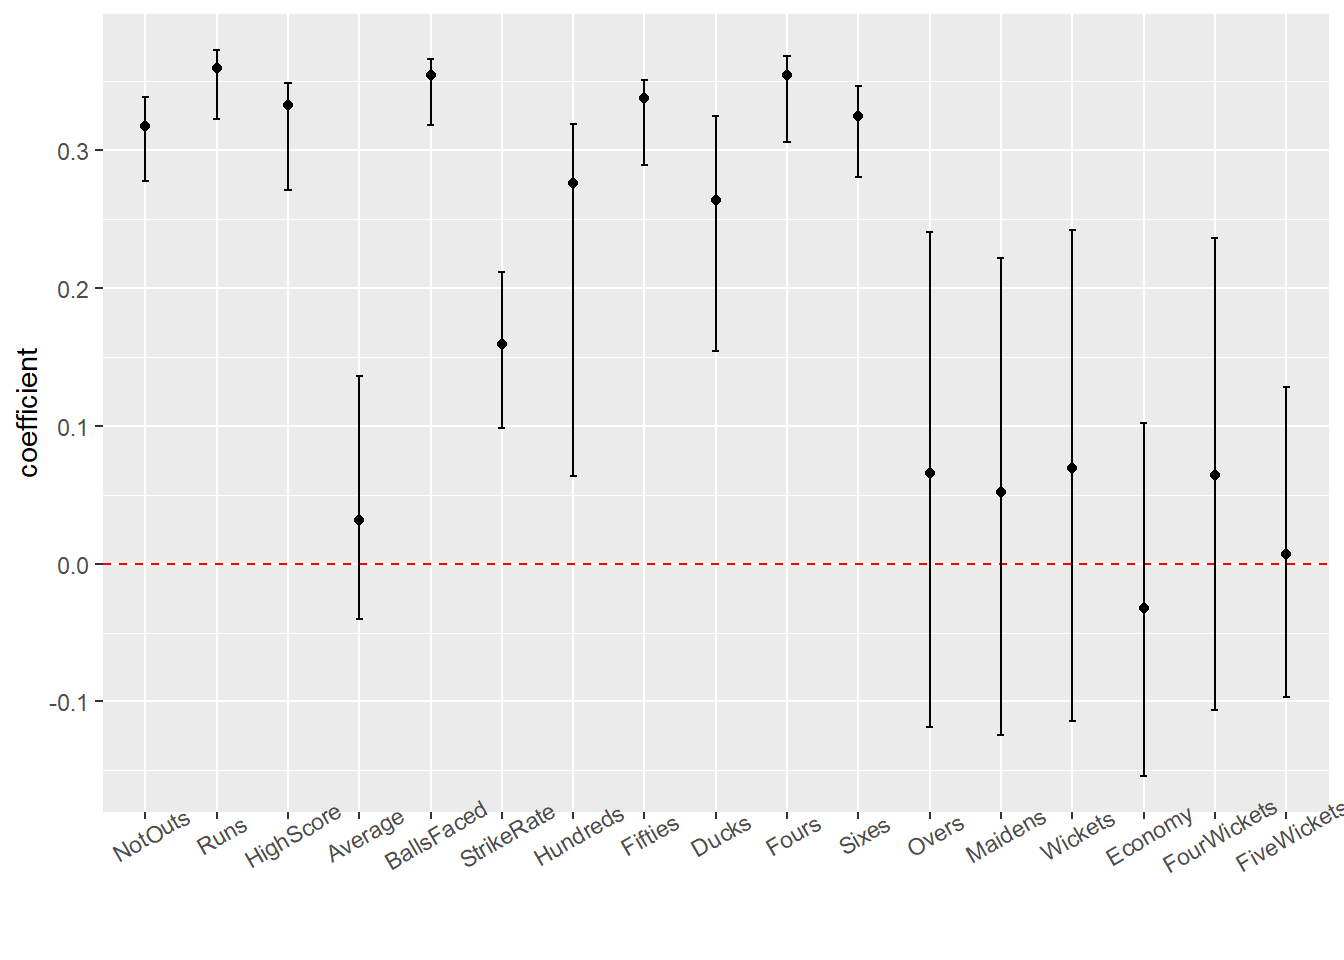 coefficient
0.3
0.2
0.1
0.0
-0.1
NotOuts
Runs
HighScore
Average
BallsFaced
StrikeRate
Hundreds
Fifties
Ducks
Fours
Sixes
Overs
Maidens
Wickets
Economy
FourWickets
FiveWickets